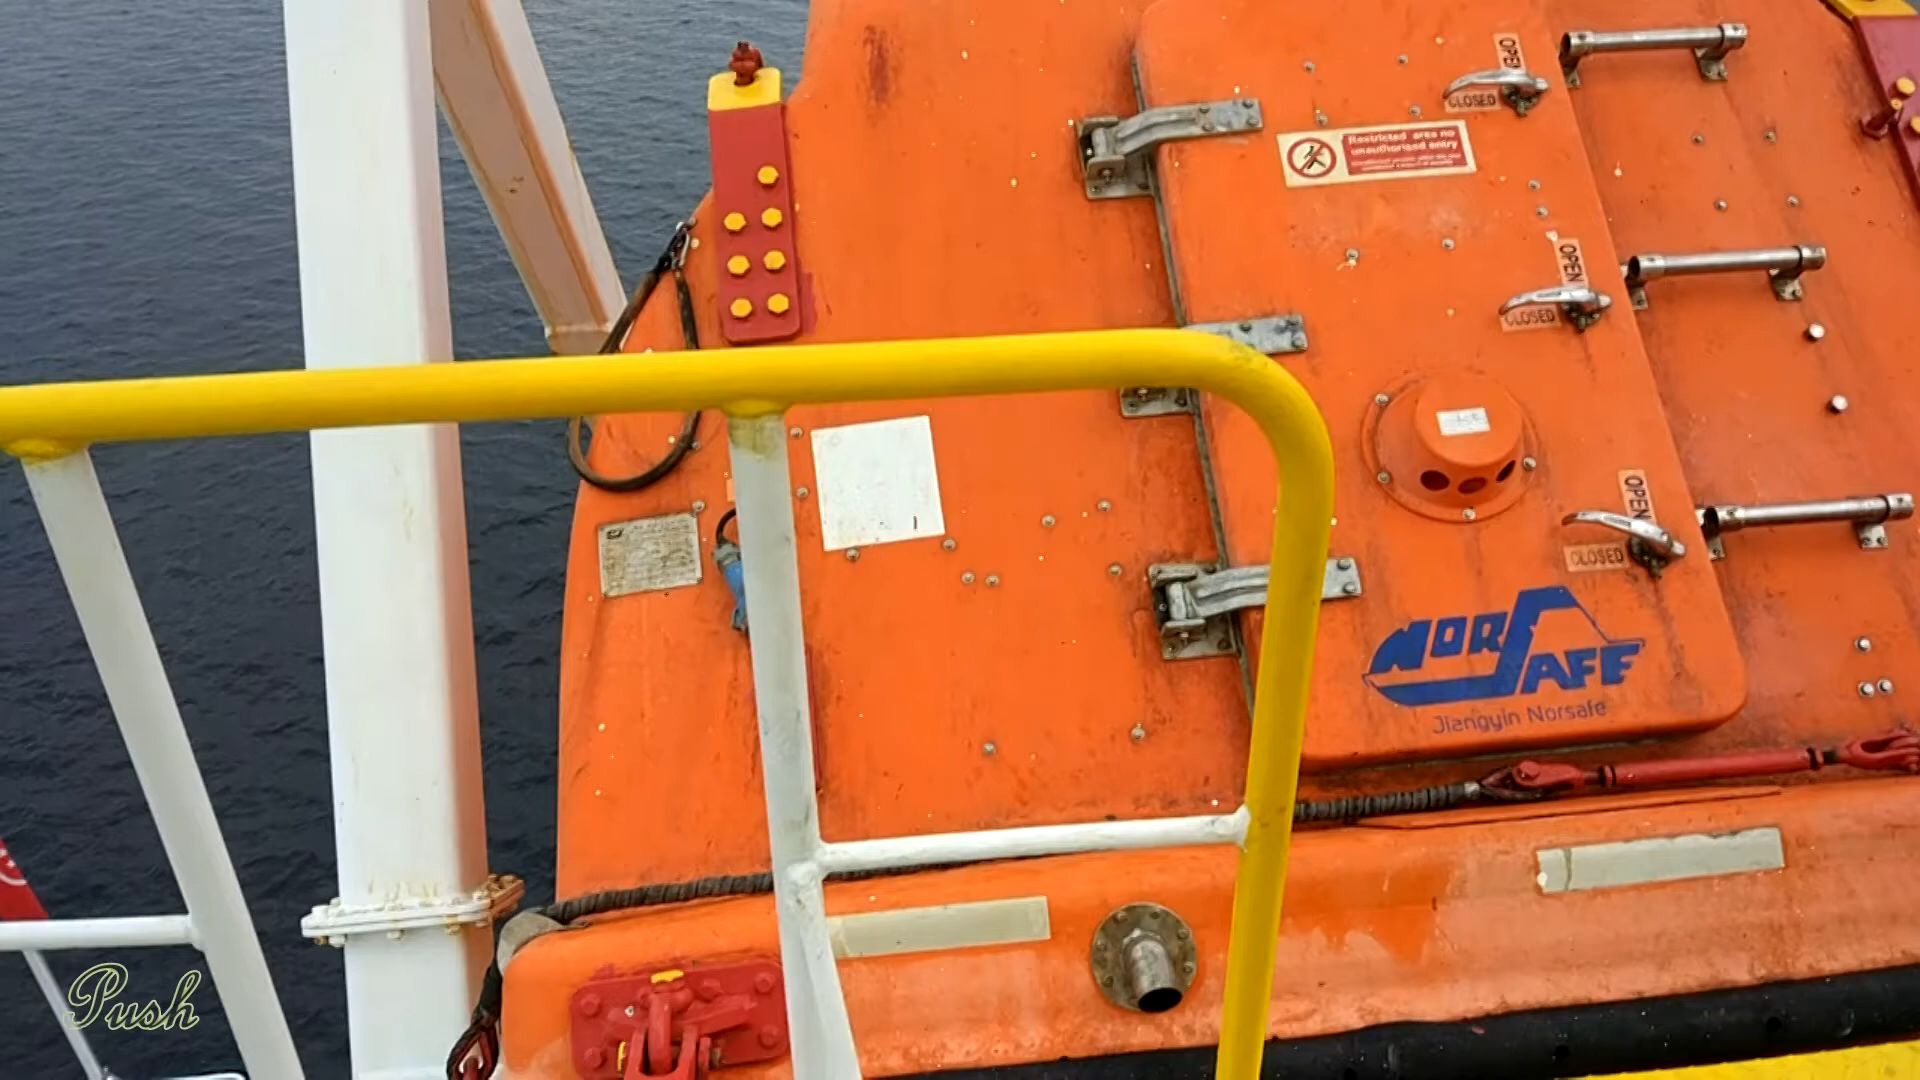 OPEN
CLOSED
Restricted area no
unauthorised entry
OPEN
CLOSED
OPEN
CLOSED
NORSAFE
Jiangyin Norsafe
Push